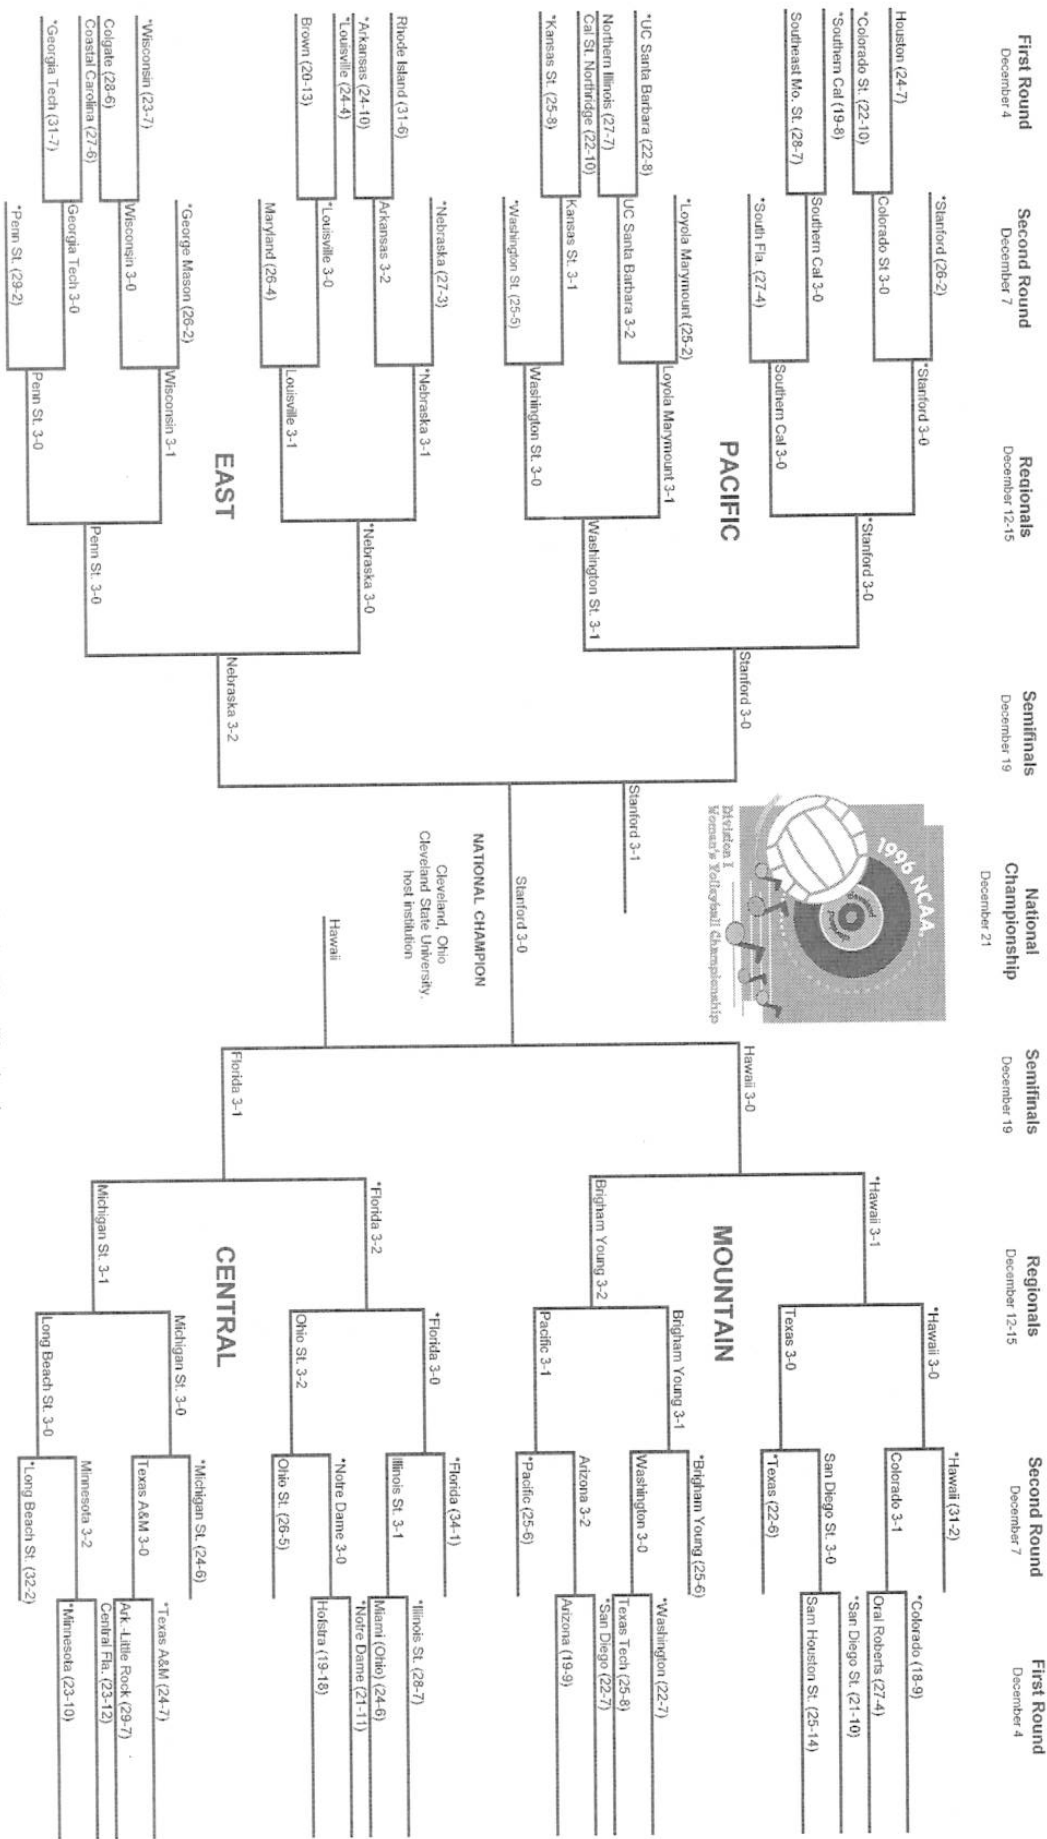 First Round
December 4
Second Round
December 7
Regionals
December 12-15
Semifinals
December 19
National
Championship
December 21
Semifinals
December 19
Regionals
December 12-15
Second Round
December 7
First Round
December 4
1996 NCAA
Division I
Women's Volleyball Championship
Houston (24-7)
*Colorado St. (22-10)
*Southern Cal (19-8)
Southeast Mo. St. (28-7)
*UC Santa Barbara (22-8)
Northern Illinois (27-7)
Cal St. Northridge (22-10)
*Kansas St. (25-8)
Rhode Island (31-6)
*Arkansas (24-10)
*Louisville (24-4)
Brown (20-13)
*Wisconsin (23-7)
Colgate (28-6)
Coastal Carolina (27-6)
*Georgia Tech (31-7)
*Stanford (26-2)
Colorado St 3-0
Southern Cal 3-0
*South Fla. (27-4)
*Loyola Marymount (25-2)
UC Santa Barbara 3-2
Kansas St. 3-1
*Washington St. (25-5)
*Nebraska (27-3)
Arkansas 3-2
*Louisville 3-0
Maryland (26-4)
*George Mason (26-2)
Wisconsin 3-0
Georgia Tech 3-0
*Penn St. (29-2)
*Stanford 3-0
Southern Cal 3-0
Loyola Marymount 3-1
Washington St. 3-0
*Nebraska 3-1
Louisville 3-1
Wisconsin 3-1
Penn St. 3-0
PACIFIC
EAST
*Stanford 3-0
Washington St. 3-1
*Nebraska 3-0
Penn St. 3-0
Stanford 3-0
Nebraska 3-2
Stanford 3-1
Stanford 3-0
NATIONAL CHAMPION
Cleveland, Ohio
Cleveland State University,
host institution
Hawaii
Hawaii 3-0
Florida 3-1
*Hawaii 3-1
Brigham Young 3-2
*Florida 3-2
Michigan St. 3-1
MOUNTAIN
CENTRAL
*Hawaii 3-0
Texas 3-0
Brigham Young 3-1
Pacific 3-1
*Florida 3-0
Ohio St. 3-2
Michigan St. 3-0
Long Beach St. 3-0
*Hawaii (31-2)
Colorado 3-1
San Diego St. 3-0
*Texas (22-6)
*Brigham Young (25-6)
Washington 3-0
Arizona 3-2
*Pacific (25-6)
*Florida (34-1)
Illinois St. 3-1
*Notre Dame 3-0
Ohio St. (26-5)
*Michigan St. (24-6)
Texas A&M 3-0
Minnesota 3-2
*Long Beach St. (32-2)
*Colorado (18-9)
Oral Roberts (27-4)
*San Diego St. (21-10)
Sam Houston St. (25-14)
*Washington (22-7)
Texas Tech (25-8)
*San Diego (22-7)
Arizona (19-9)
*Illinois St. (28-7)
Miami (Ohio) (24-6)
*Notre Dame (21-11)
Hofstra (19-18)
*Texas A&M (24-7)
Ark.-Little Rock (29-7)
Central Fla. (23-12)
*Minnesota (23-10)